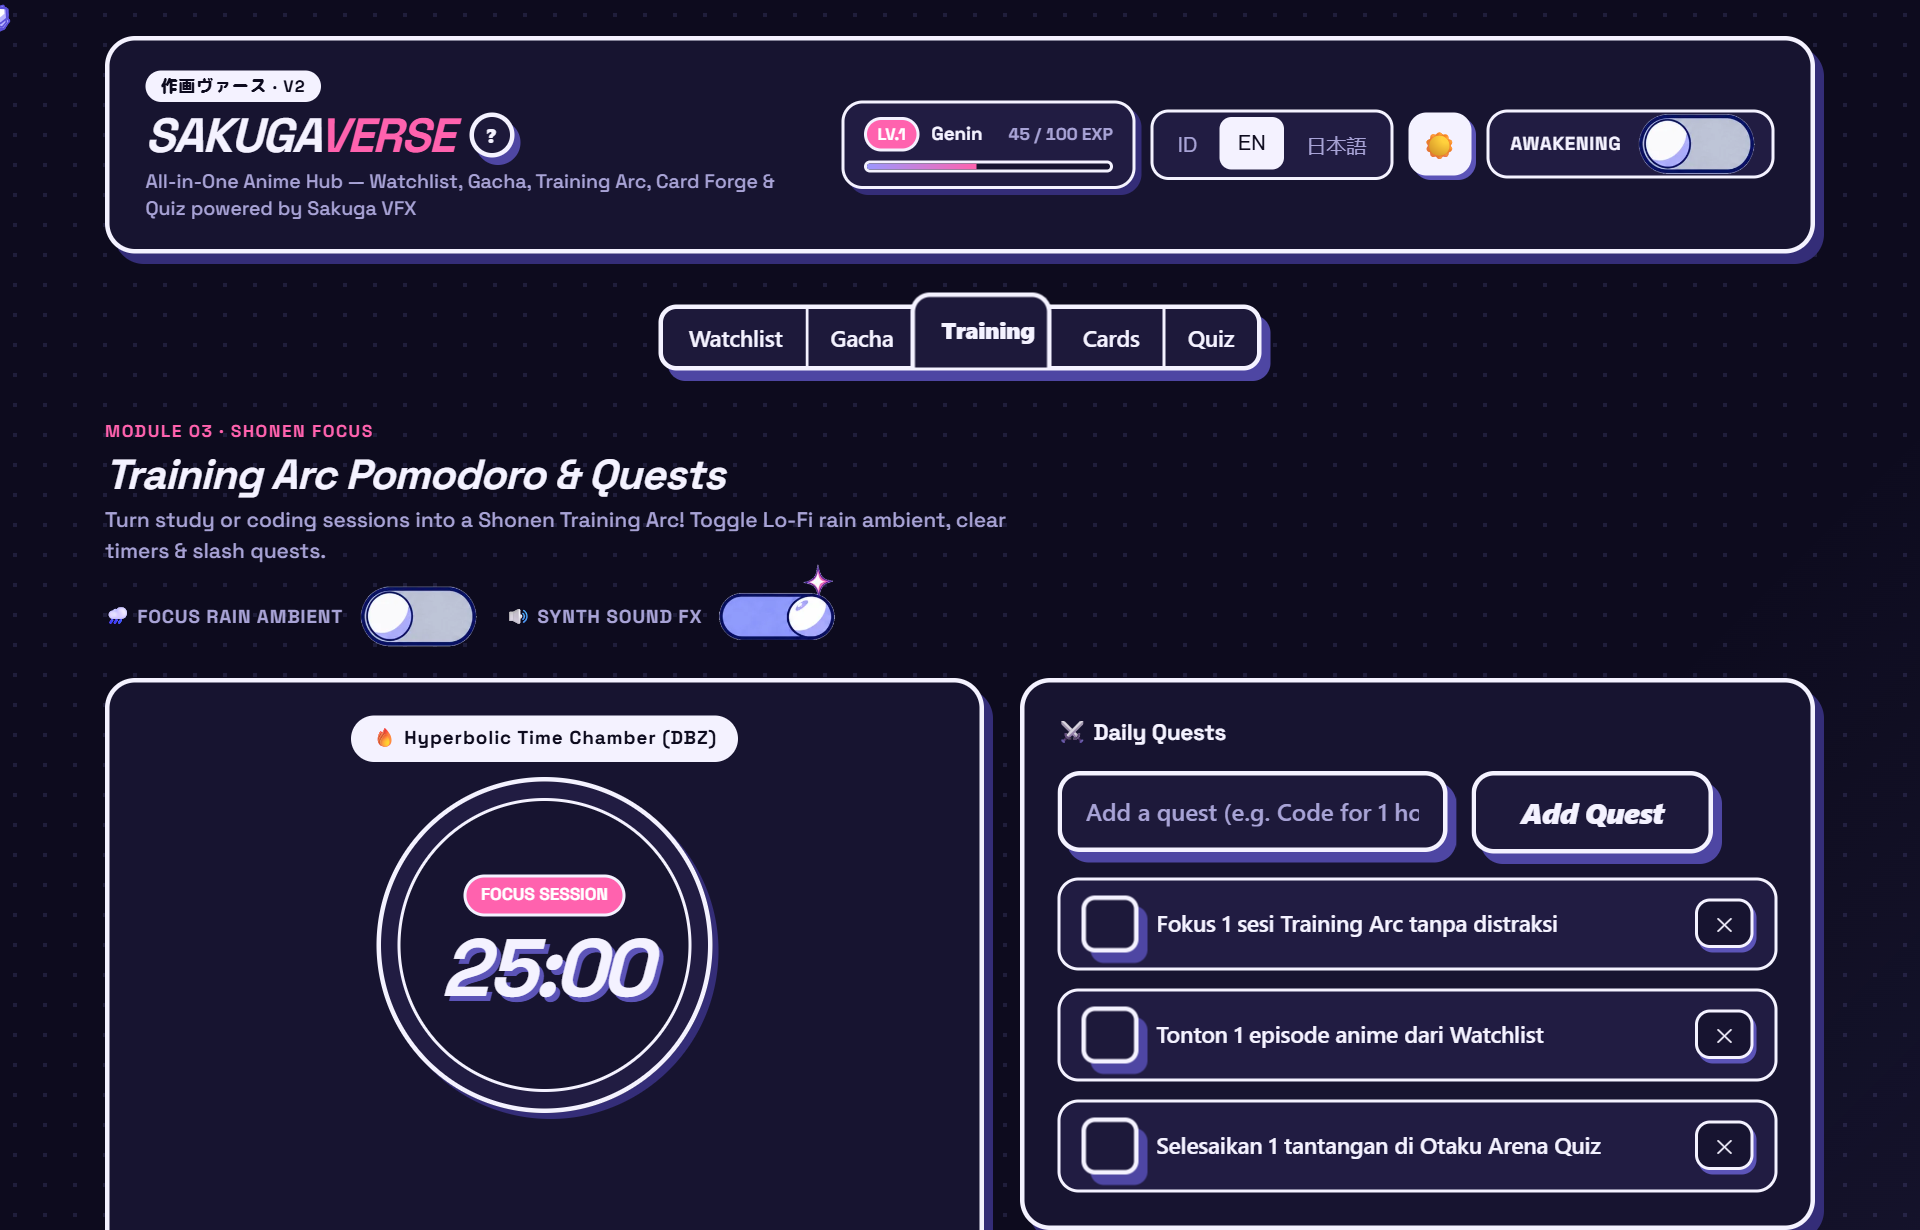 作画ヴァース · V2
SAKUGAVERSE ?
All-in-One Anime Hub — Watchlist, Gacha, Training Arc, Card Forge &
Quiz powered by Sakuga VFX
LV.1 Genin 45 / 100 EXP
ID EN 日本語
AWAKENING
Watchlist Gacha Training Cards Quiz
MODULE 03 · SHONEN FOCUS
Training Arc Pomodoro & Quests
Turn study or coding sessions into a Shonen Training Arc! Toggle Lo-Fi rain ambient, clear
timers & slash quests.
FOCUS RAIN AMBIENT SYNTH SOUND FX
Hyperbolic Time Chamber (DBZ)
FOCUS SESSION
25:00
Daily Quests
Add a quest (e.g. Code for 1 ho
Add Quest
Fokus 1 sesi Training Arc tanpa distraksi
Tonton 1 episode anime dari Watchlist
Selesaikan 1 tantangan di Otaku Arena Quiz